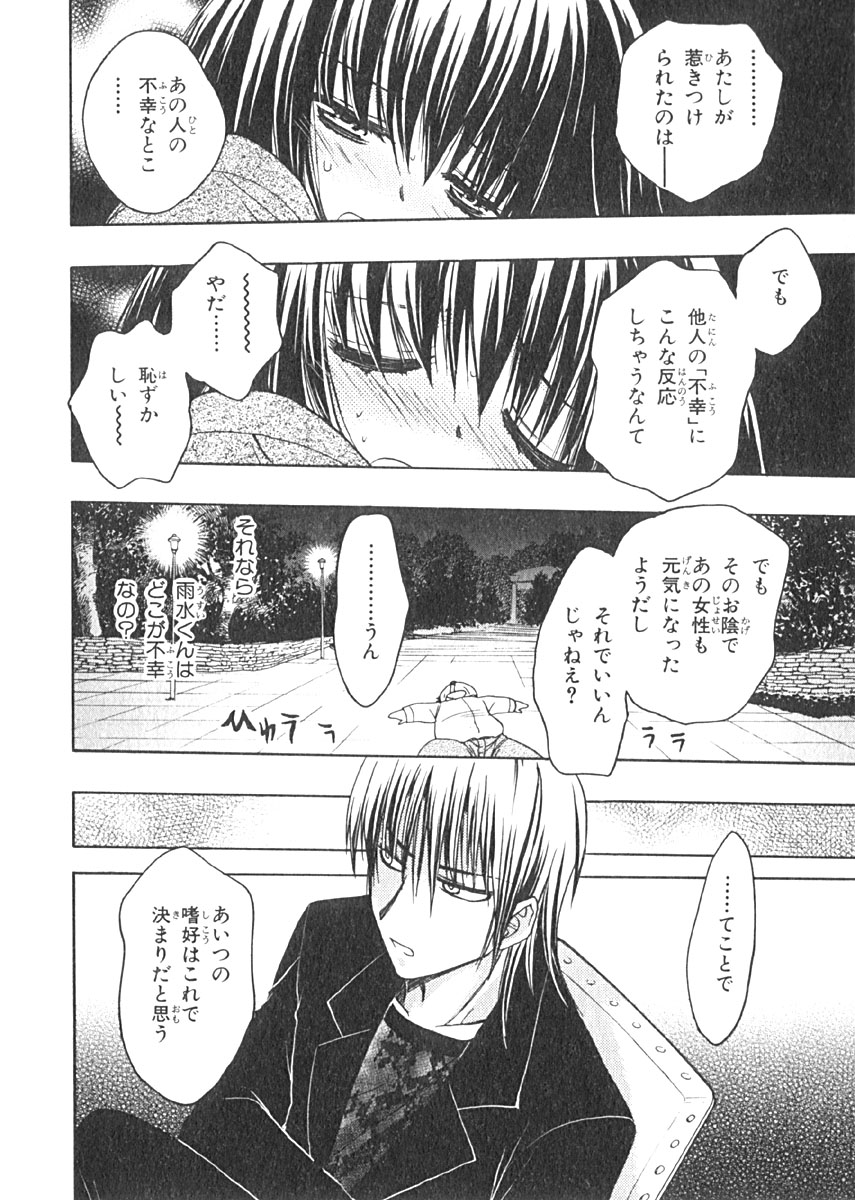 …………
あたしが
惹きつけ
られたのは――
あの人の
不幸なとこ
……
でも
他人の「不幸」に
こんな反応
しちゃうなんて
～～～～
やだ……
恥ずか
しい～～
でも
そのお陰で
あの女性も
元気になった
ようだし
それでいいん
じゃねえ?
………うん
それなら
雨水くんは
どこが不幸
なの?
ララ
ひゅうララ
……てことで
あいつの
嗜好はこれで
決まりだと思う